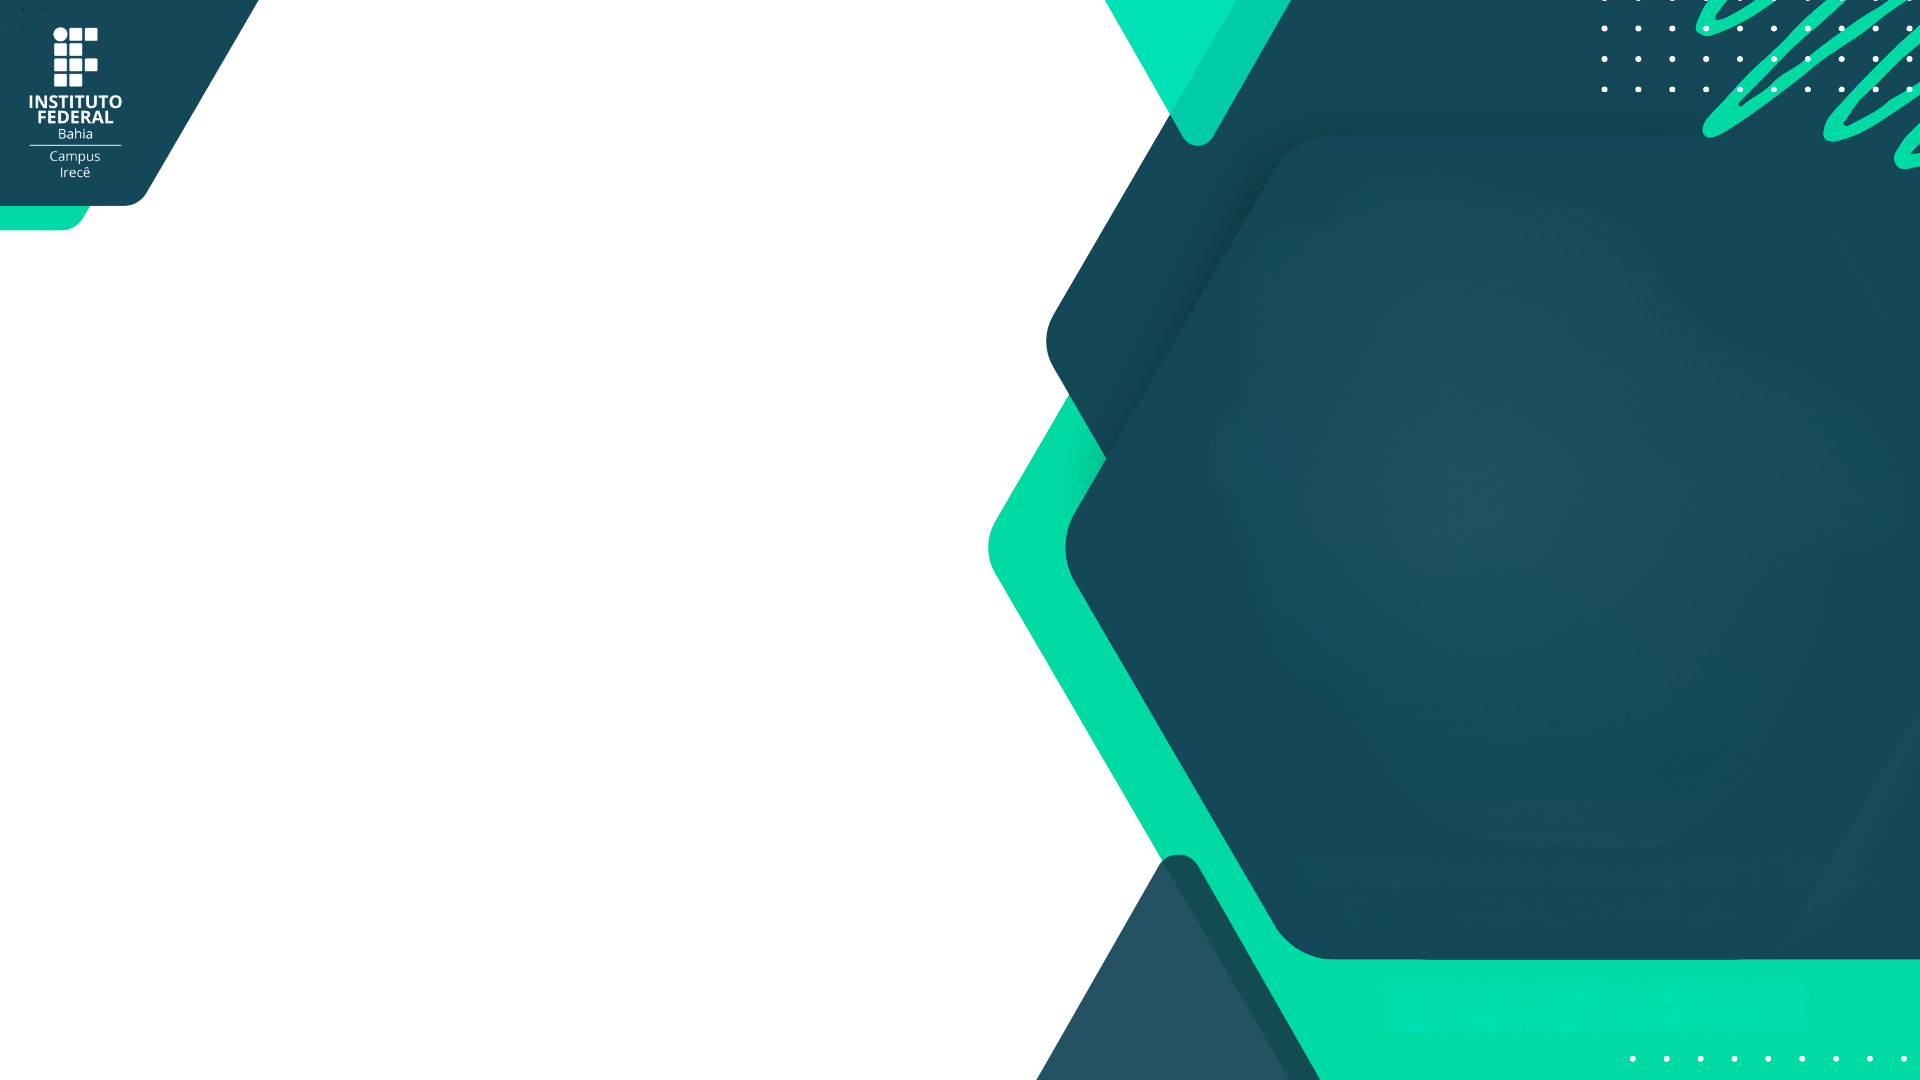 INSTITUTO
FEDERAL
Bahia
Campus
Irecê